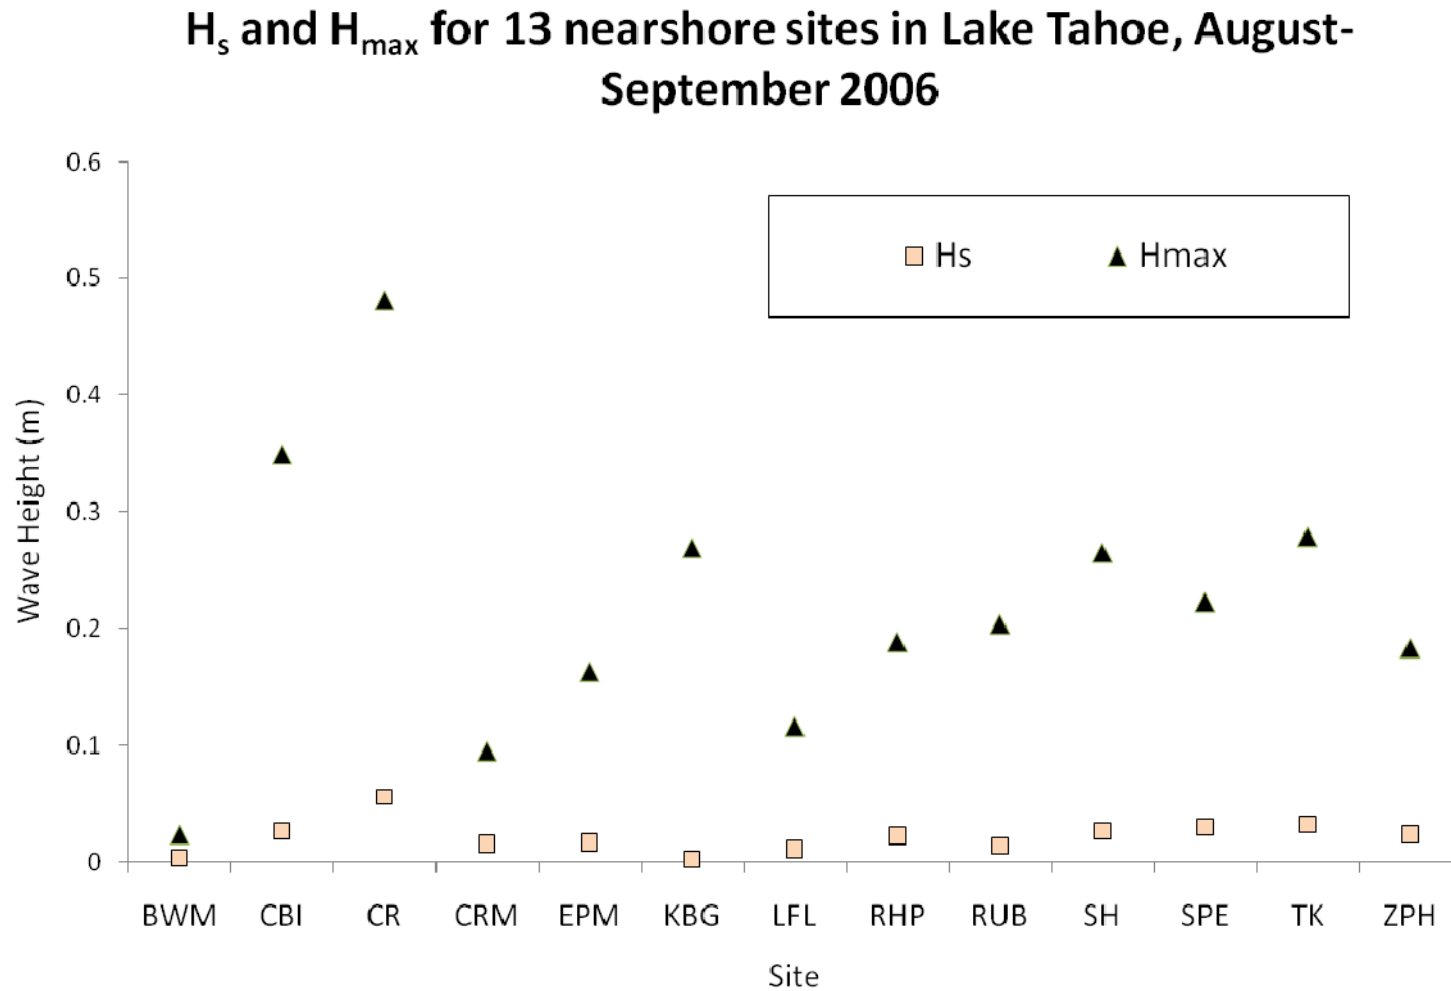 Hs and Hmax for 13 nearshore sites in Lake Tahoe, August-
September 2006
0.6
0.5
0.4
0.3
0.2
0.1
0
Wave Height (m)
Hs Hmax
BWM CBI CR CRM EPM KBG LFL RHP RUB SH SPE TK ZPH
Site